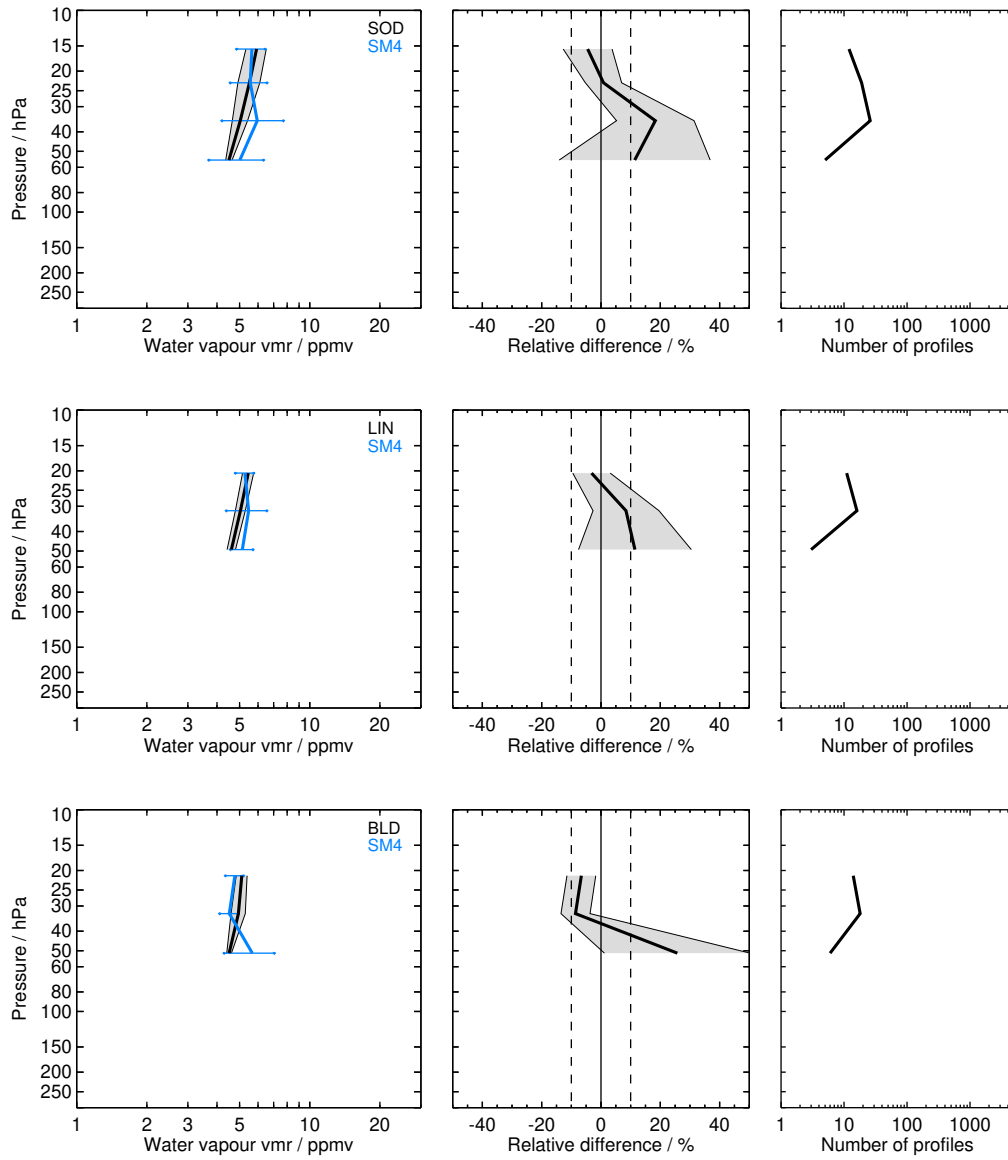 SOD
SM4
10
15
20
25
30
40
50
60
80
100
150
200
250
Pressure / hPa
1 2 3 5 10 20
Water vapour vmr / ppmv
-40 -20 0 20 40
Relative difference / %
1 10 100 1000
Number of profiles
LIN
SM4
10
15
20
25
30
40
50
60
80
100
150
200
250
Pressure / hPa
1 2 3 5 10 20
Water vapour vmr / ppmv
-40 -20 0 20 40
Relative difference / %
1 10 100 1000
Number of profiles
BLD
SM4
10
15
20
25
30
40
50
60
80
100
150
200
250
Pressure / hPa
1 2 3 5 10 20
Water vapour vmr / ppmv
-40 -20 0 20 40
Relative difference / %
1 10 100 1000
Number of profiles